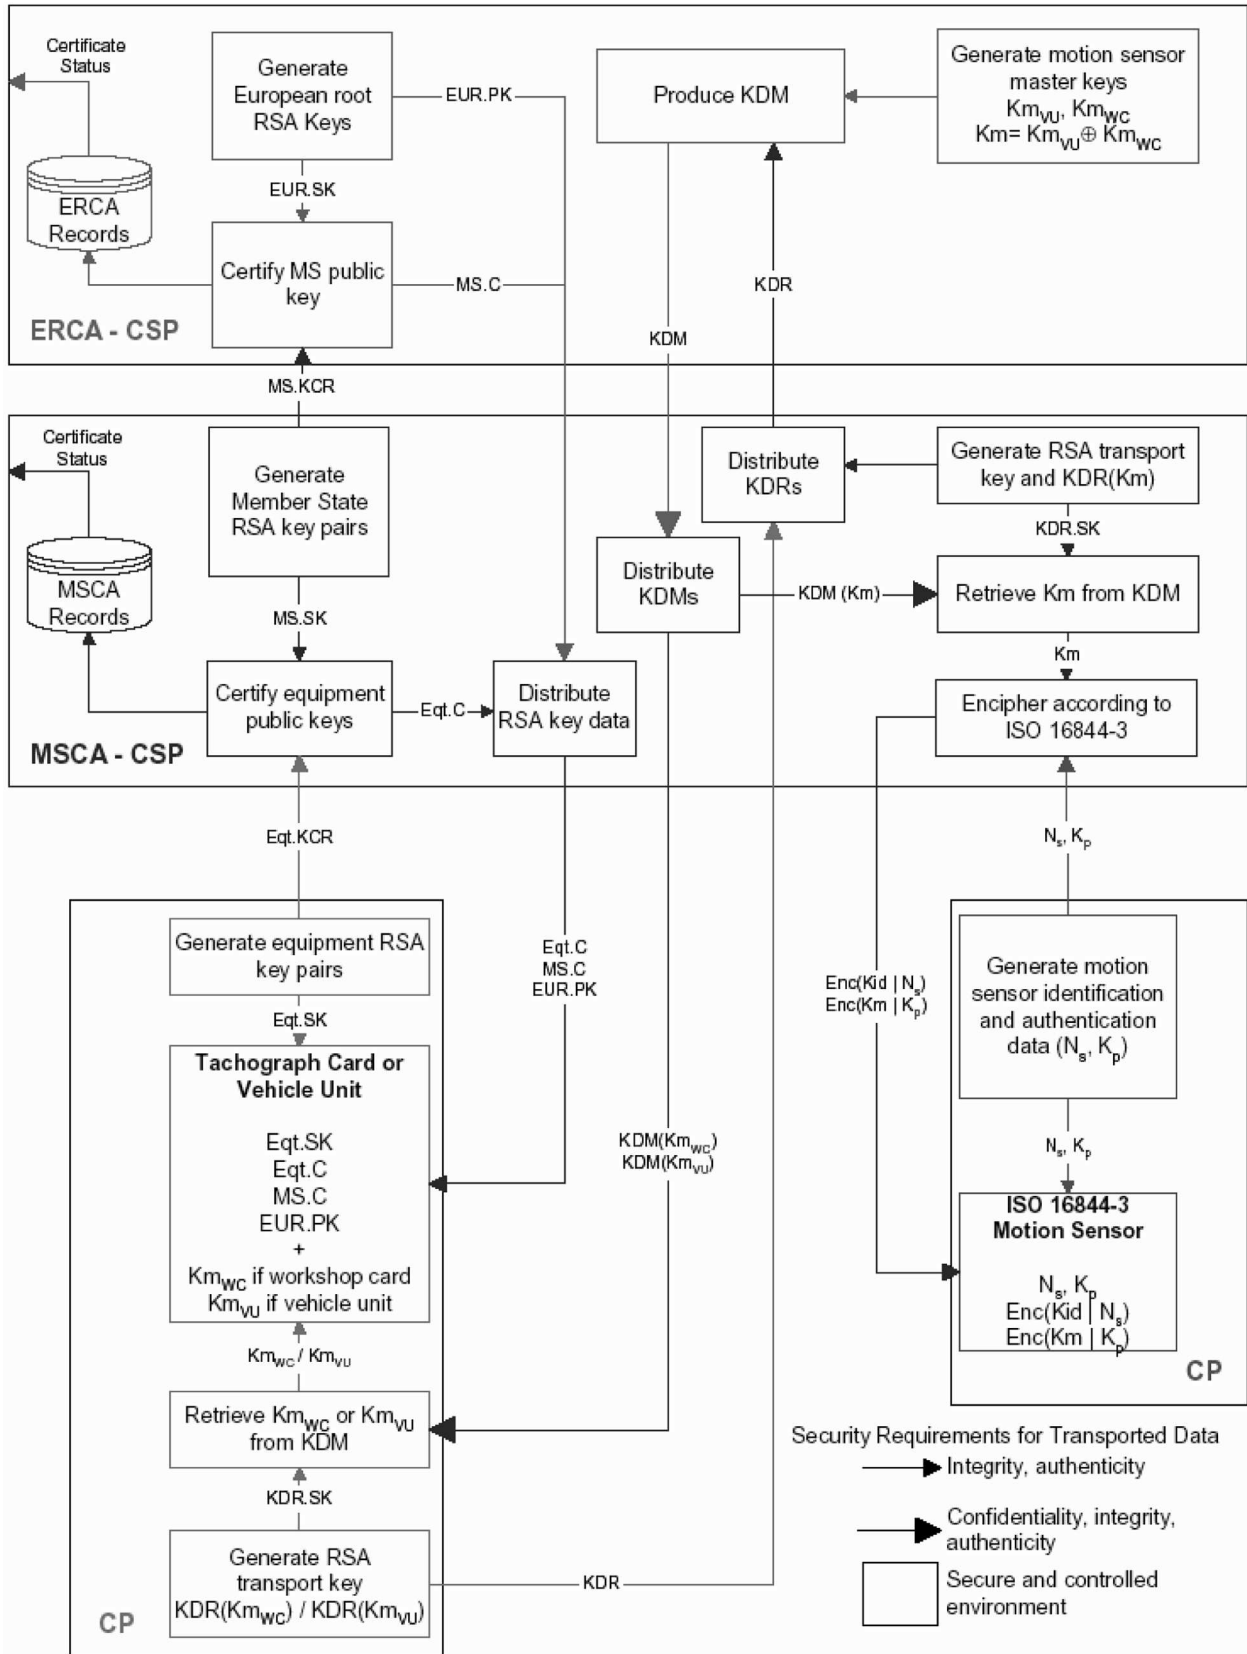 Certificate
Status
Generate
European root
RSA Keys
EUR.PK
Produce KDM
Generate motion sensor
master keys
Km_VU, Km_WC
Km= Km_VU⊕ Km_WC
EUR.SK
ERCA
Records
Certify MS public
key
MS.C
KDR
KDM
ERCA - CSP
MS.KCR
Certificate
Status
Generate
Member State
RSA key pairs
Distribute
KDRs
Generate RSA transport
key and KDR(Km)
KDR.SK
MSCA
Records
Distribute
KDMs
KDM (Km)
Retrieve Km from KDM
MS.SK
Km
Certify equipment
public keys
Eqt.C
Distribute
RSA key data
Encipher according to
ISO 16844-3
MSCA - CSP
Eqt.KCR
N_s, K_p
Generate equipment RSA
key pairs
Eqt.SK
Eqt.C
MS.C
EUR.PK
Enc(Kid | N_s)
Enc(Km | K_p)
Generate motion
sensor identification
and authentication
data (N_s, K_p)
Tachograph Card or
Vehicle Unit
Eqt.SK
Eqt.C
MS.C
EUR.PK
+
Km_WC if workshop card
Km_VU if vehicle unit
KDM(Km_WC)
KDM(Km_VU)
N_s, K_p
ISO 16844-3
Motion Sensor
N_s, K_p
Enc(Kid | N_s)
Enc(Km | K_p)
CP
Km_WC / Km_VU
Retrieve Km_WC or Km_VU
from KDM
KDR.SK
Generate RSA
transport key
KDR(Km_WC) / KDR(Km_VU)
KDR
CP
Security Requirements for Transported Data
Integrity, authenticity
Confidentiality, integrity,
authenticity
Secure and controlled
environment